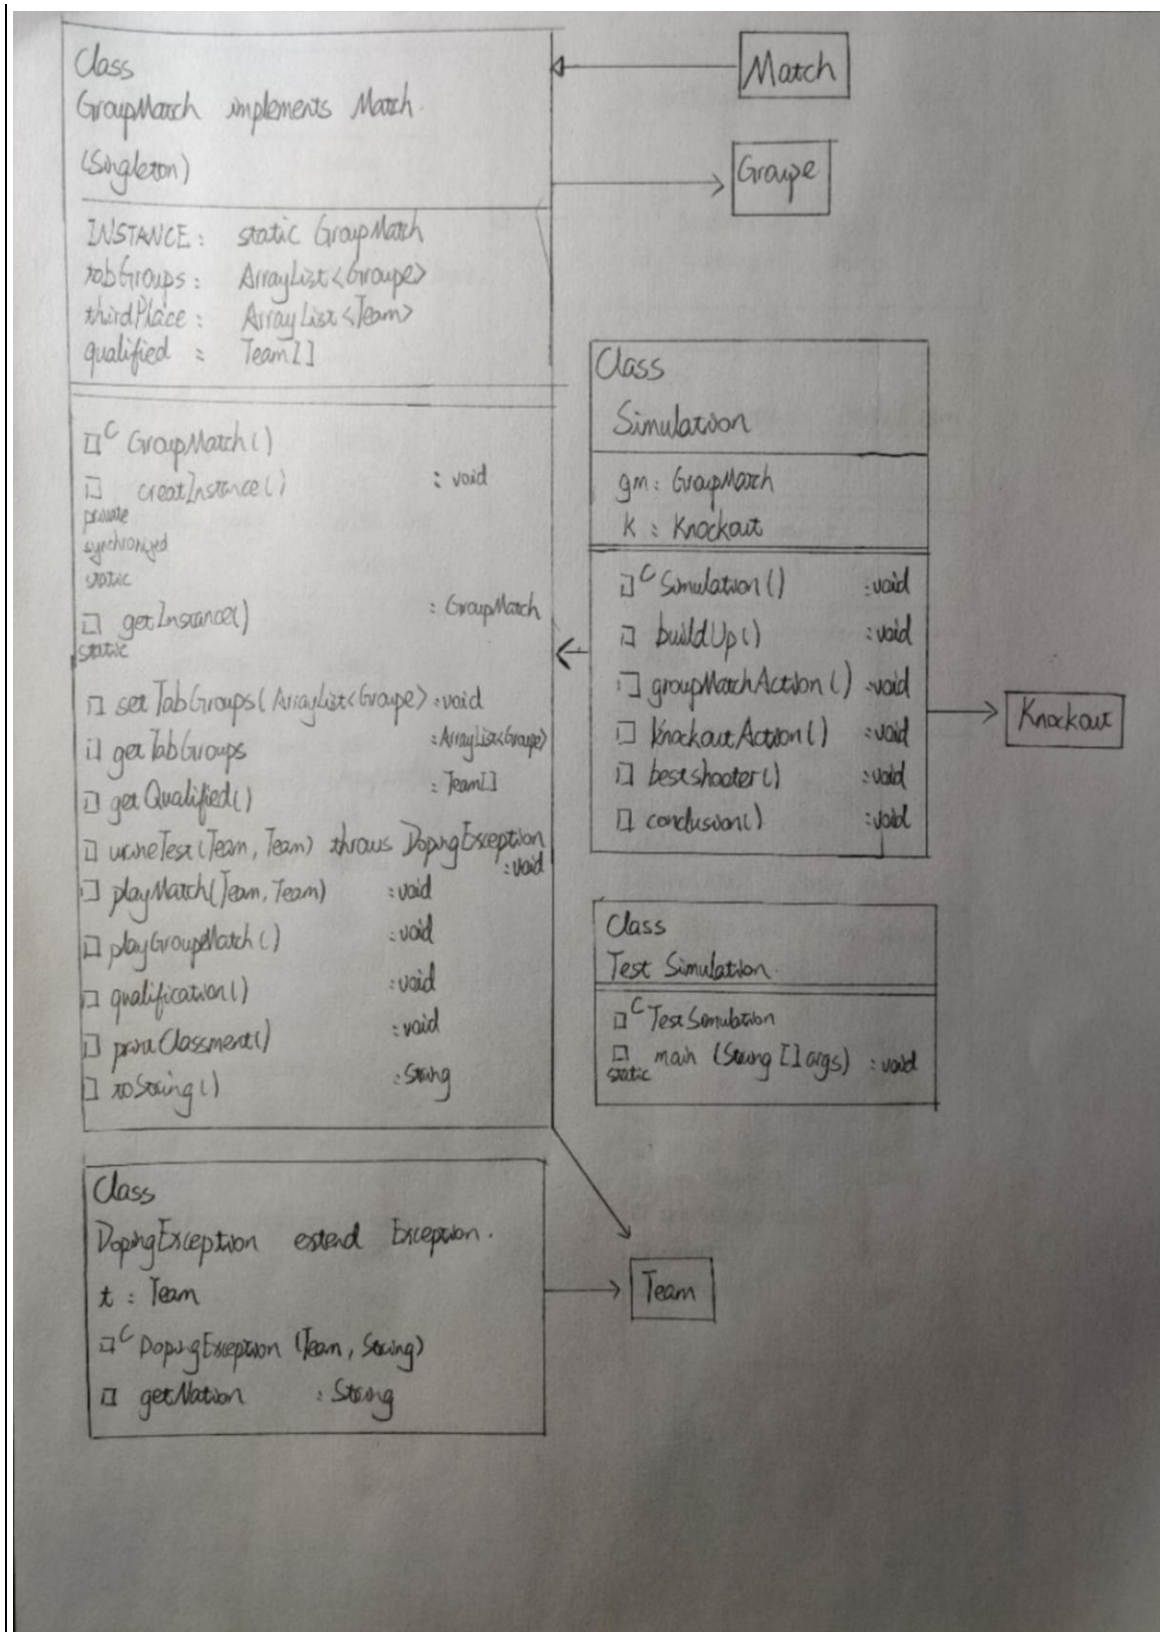 Class
GroupMatch implements Match.
(Singleton)
INSTANCE : static GroupMatch
tabGroups : ArrayList<Groupe>
thirdPlace : ArrayList<Team>
qualified : Team[]
□C GroupMatch()
□ creatInstance() : void
private
synchronized
static
□ getInstance() : GroupMatch
static
□ setTabGroups(ArrayList<Groupe>) : void
□ getTabGroups : ArrayList<Groupe>
□ getQualified() : Team[]
□ urineTest(Team, Team) throws DopingException
: void
□ playMatch(Team, Team) : void
□ playGroupeMatch() : void
□ qualification() : void
□ printClassment() : void
□ toString() : String
Match
Groupe
Class
Simulation
gm : GroupMatch
k : Knockout
□C Simulation() : void
□ buildUp() : void
□ groupMatchAction() : void
□ knockoutAction() : void
□ bestshooter() : void
□ conclusion() : void
Knockout
Class
Test Simulation.
□C TestSimulation
□ main (String [] args) : void
static
Class
DopingException extend Exception.
t : Team
□C DopingException (Team, String)
□ getNation : String
Team